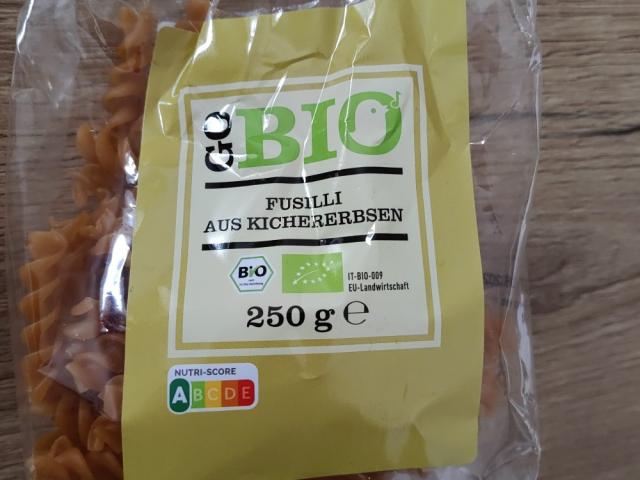 GO
BIO
FUSILLI
AUS KICHERERBSEN
BIO
IT-BIO-009
EU-Landwirtschaft
250 g e
NUTRI-SCORE
A B C D E